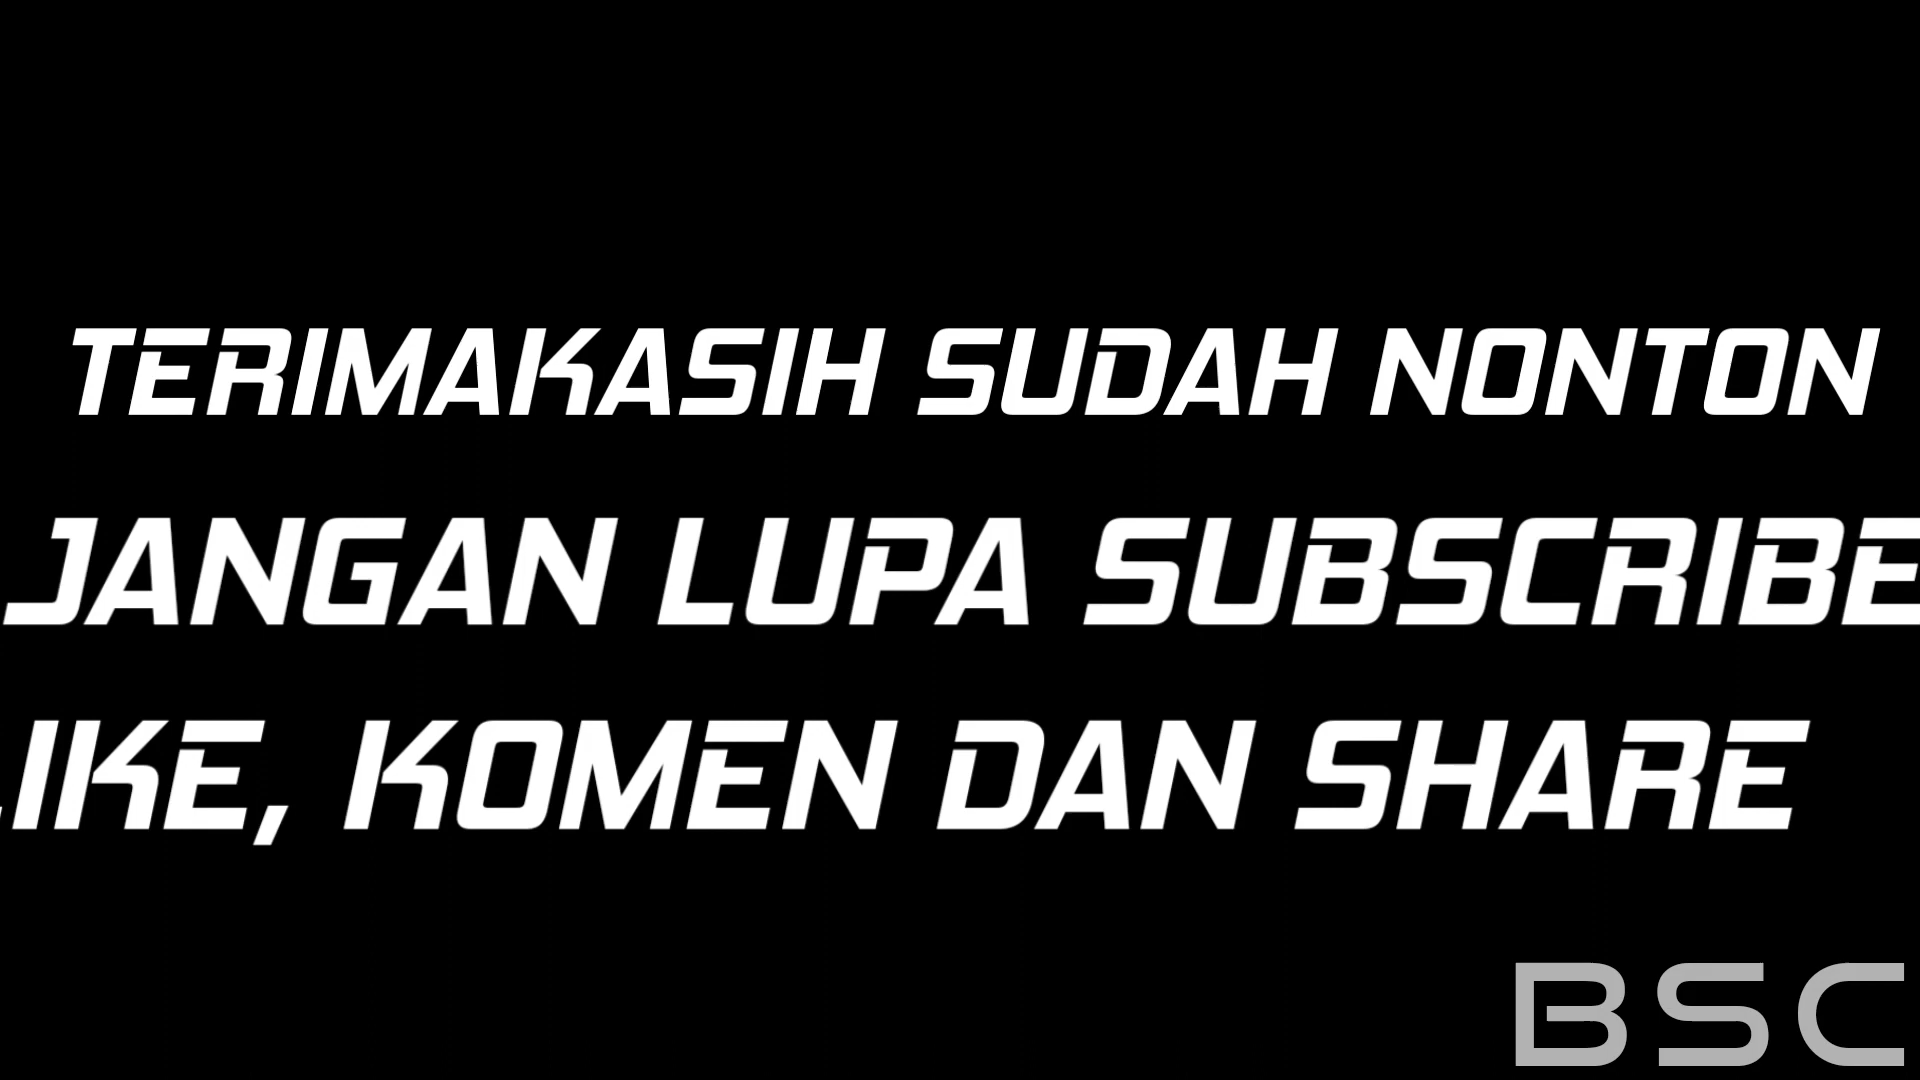 TERIMAKASIH SUDAH NONTON
JANGAN LUPA SUBSCRIBE
LIKE, KOMEN DAN SHARE
BSC